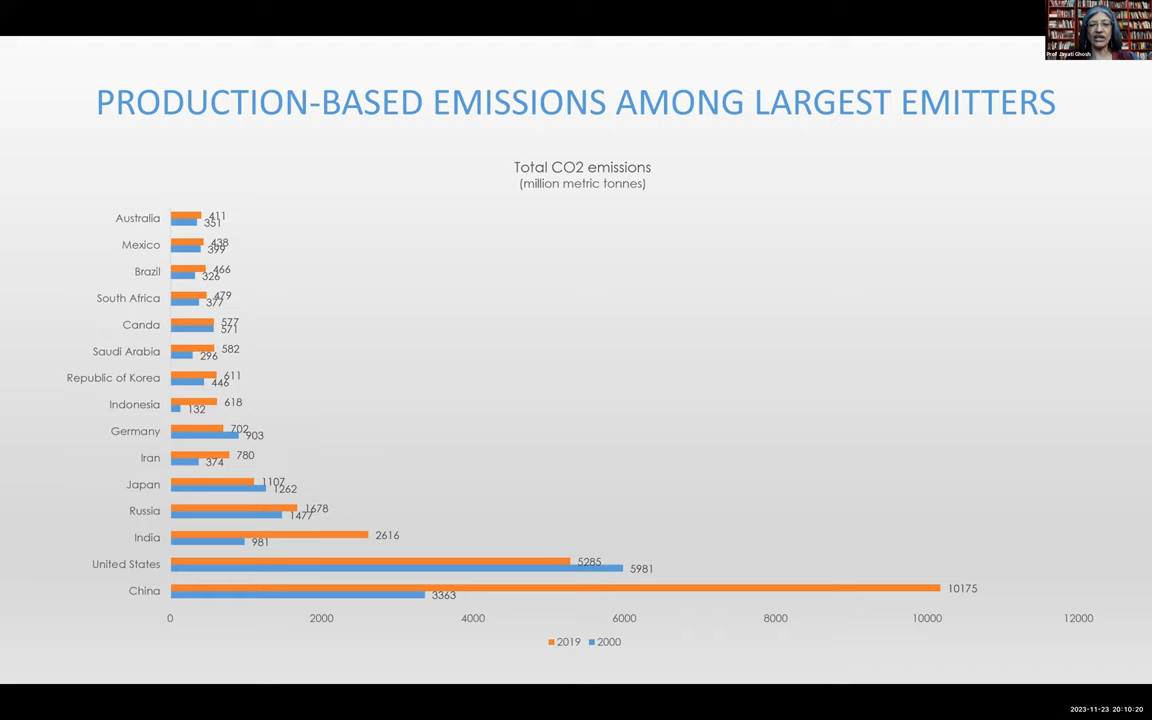 Prof Jayati Ghosh
PRODUCTION-BASED EMISSIONS AMONG LARGEST EMITTERS
Total CO2 emissions
(million metric tonnes)
Australia 411 351
Mexico 438 399
Brazil 466 326
South Africa 479 377
Canda 577 571
Saudi Arabia 582 296
Republic of Korea 611 446
Indonesia 618 132
Germany 702 903
Iran 780 374
Japan 1107 1262
Russia 1678 1477
India 2616 981
United States 5285 5981
China 10175 3363
0 2000 4000 6000 8000 10000 12000
2019 2000
2023-11-23 20:10:20